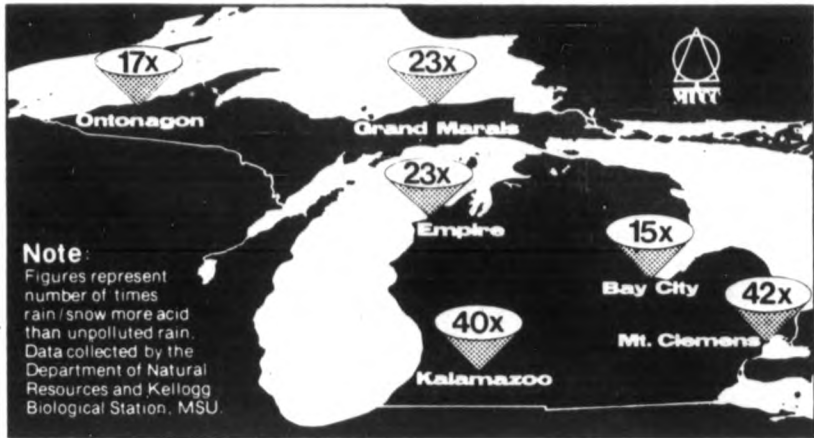 17x
Ontonagon
23x
Grand Marais
23x
Empire
15x
Bay City
42x
Mt. Clemens
40x
Kalamazoo
Note:
Figures represent
number of times
rain/snow more acid
than unpolluted rain.
Data collected by the
Department of Natural
Resources and Kellogg
Biological Station, MSU.